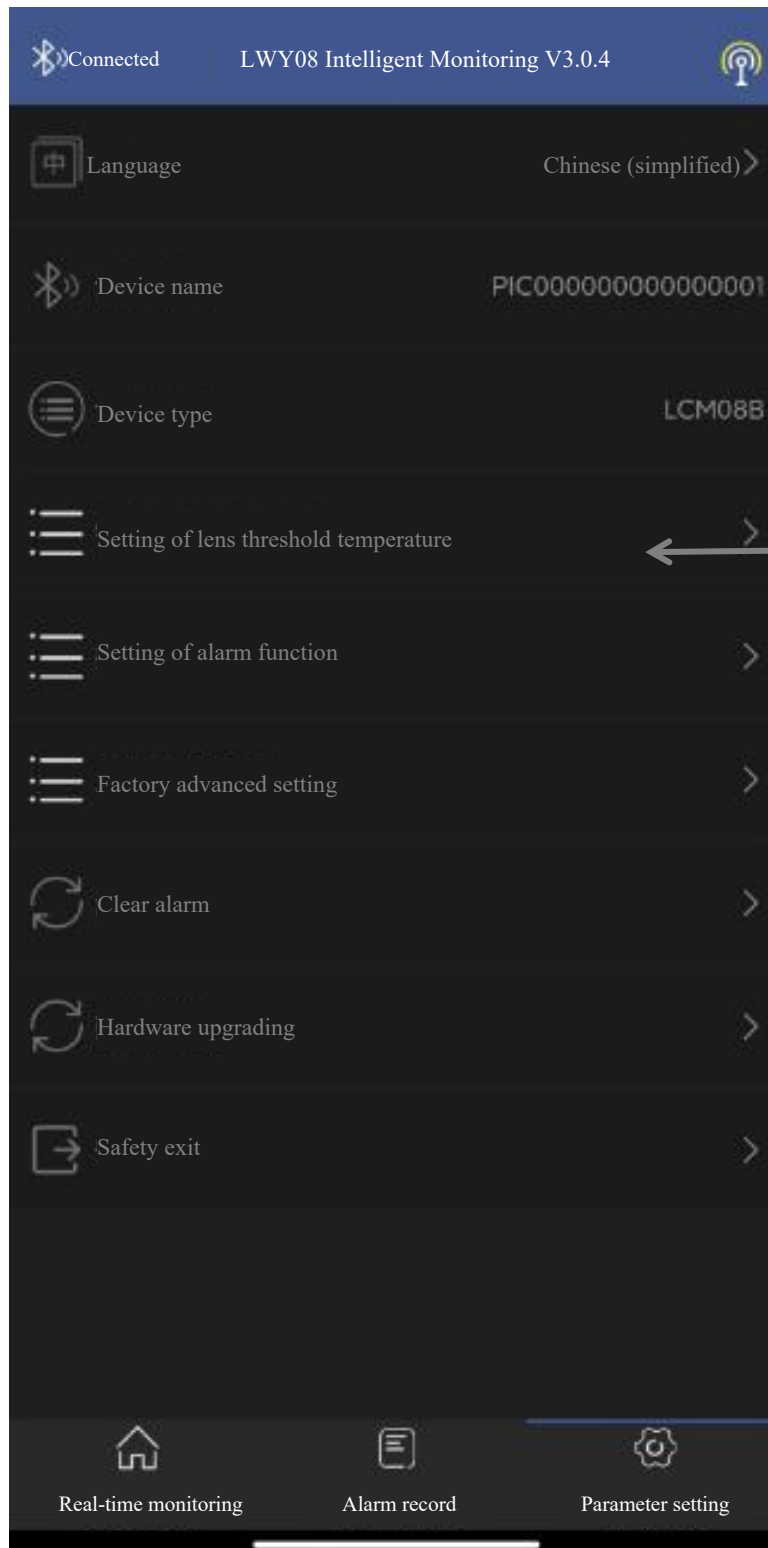 Connected LWY08 Intelligent Monitoring V3.0.4
中 Language Chinese (simplified)
Device name PIC000000000000001
Device type LCM08B
Setting of lens threshold temperature
Setting of alarm function
Factory advanced setting
Clear alarm
Hardware upgrading
Safety exit
Real-time monitoring Alarm record Parameter setting